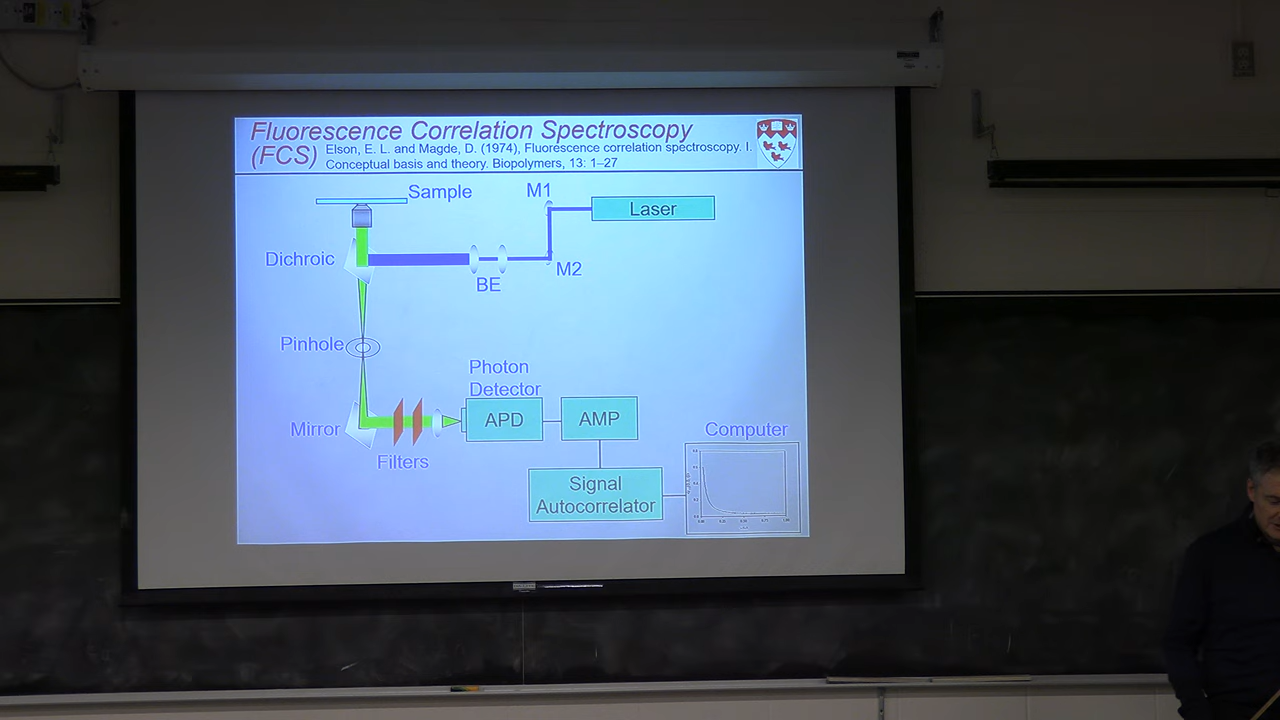 Fluorescence Correlation Spectroscopy
(FCS) Elson, E. L. and Magde, D. (1974), Fluorescence correlation spectroscopy. I.
Conceptual basis and theory. Biopolymers, 13: 1–27
Sample
M1
Laser
Dichroic
BE
M2
Pinhole
Photon
Detector
APD
AMP
Mirror
Filters
Computer
Signal
Autocorrelator